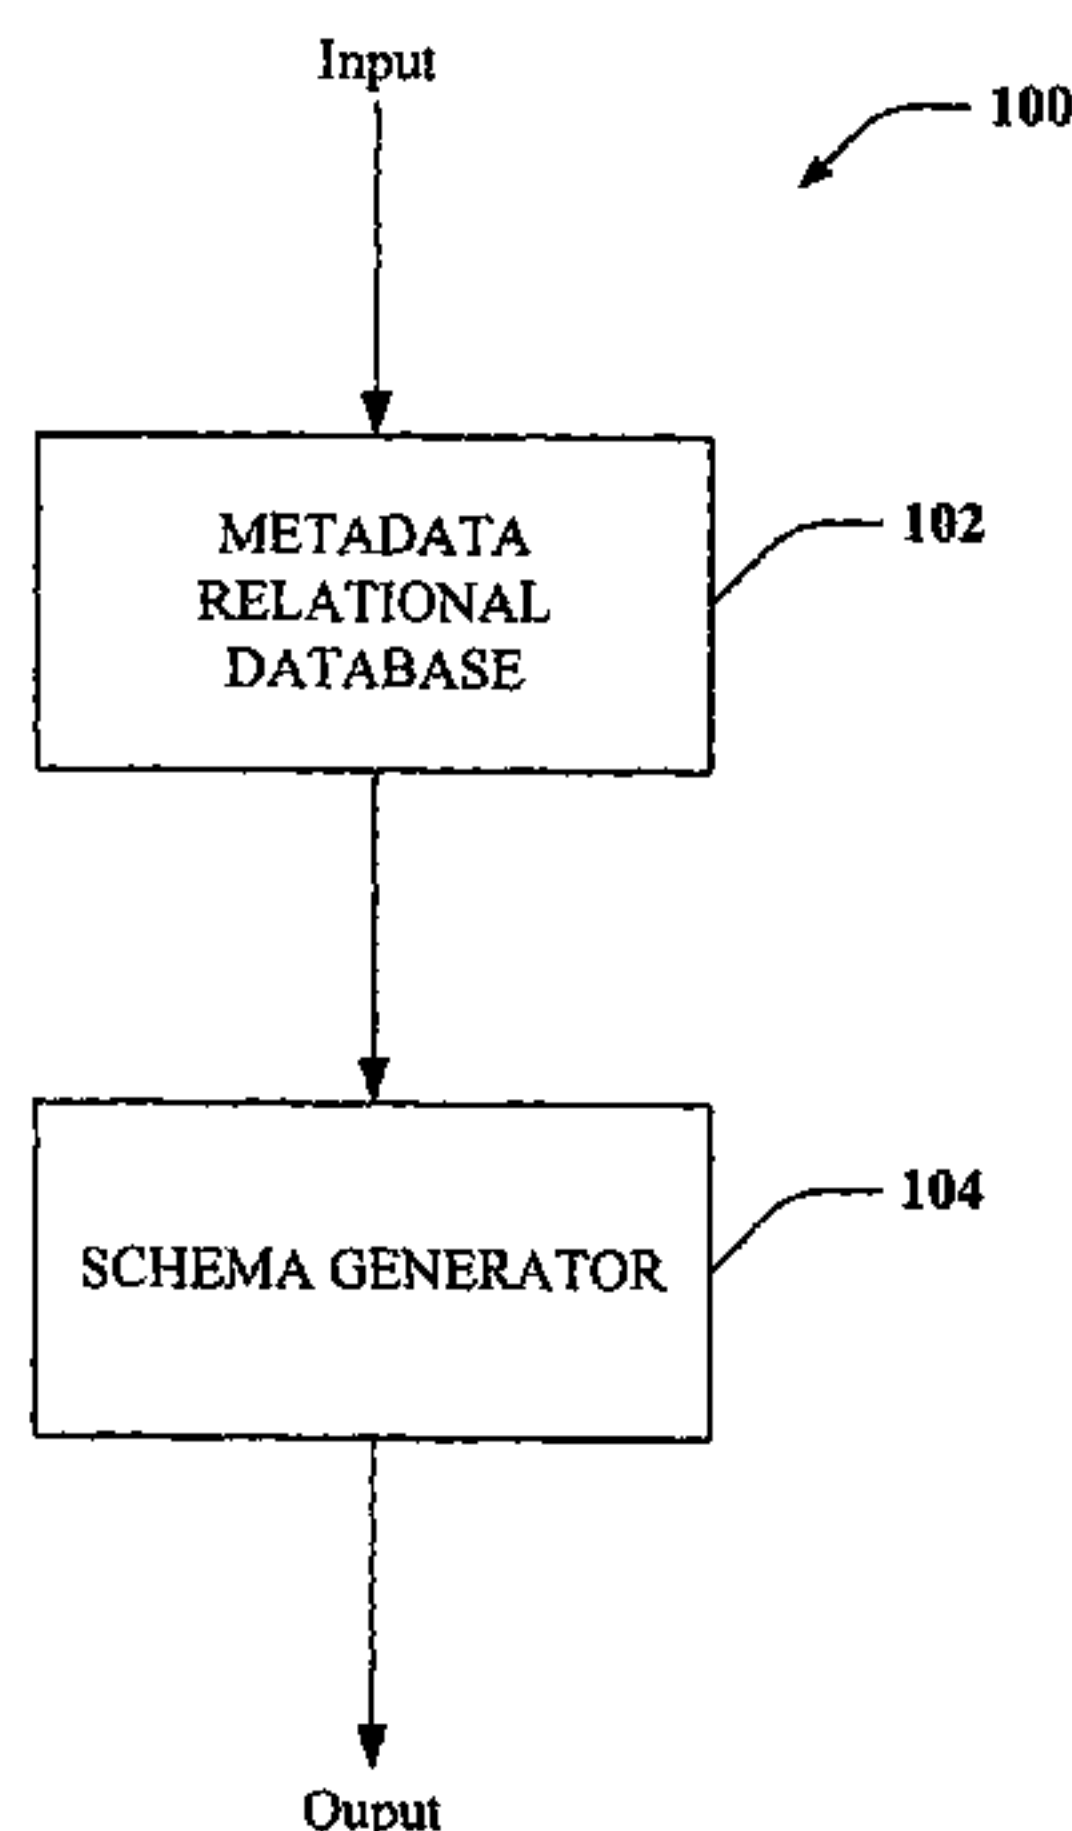 Input
100
METADATA
RELATIONAL
DATABASE
102
SCHEMA GENERATOR
104
Ouput